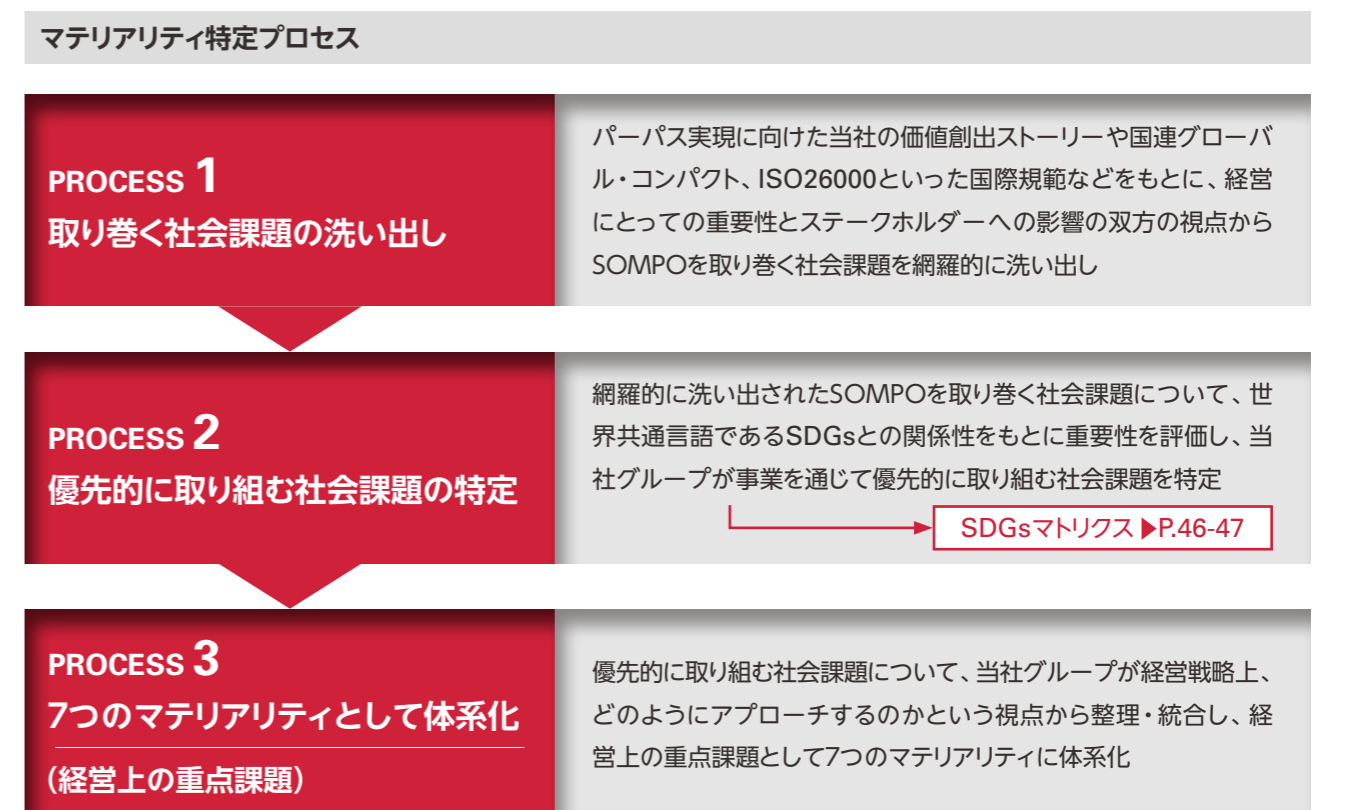 マテリアリティ特定プロセス
PROCESS 1
取り巻く社会課題の洗い出し
パーパス実現に向けた当社の価値創出ストーリーや国連グローバ
ル・コンパクト、ISO26000といった国際規範などをもとに、経営
にとっての重要性とステークホルダーへの影響の双方の視点から
SOMPOを取り巻く社会課題を網羅的に洗い出し
PROCESS 2
優先的に取り組む社会課題の特定
網羅的に洗い出されたSOMPOを取り巻く社会課題について、世
界共通言語であるSDGsとの関係性をもとに重要性を評価し、当
社グループが事業を通じて優先的に取り組む社会課題を特定
SDGsマトリクス▶P.46-47
PROCESS 3
7つのマテリアリティとして体系化
(経営上の重点課題)
優先的に取り組む社会課題について、当社グループが経営戦略上、
どのようにアプローチするのかという視点から整理・統合し、経
営上の重点課題として7つのマテリアリティに体系化